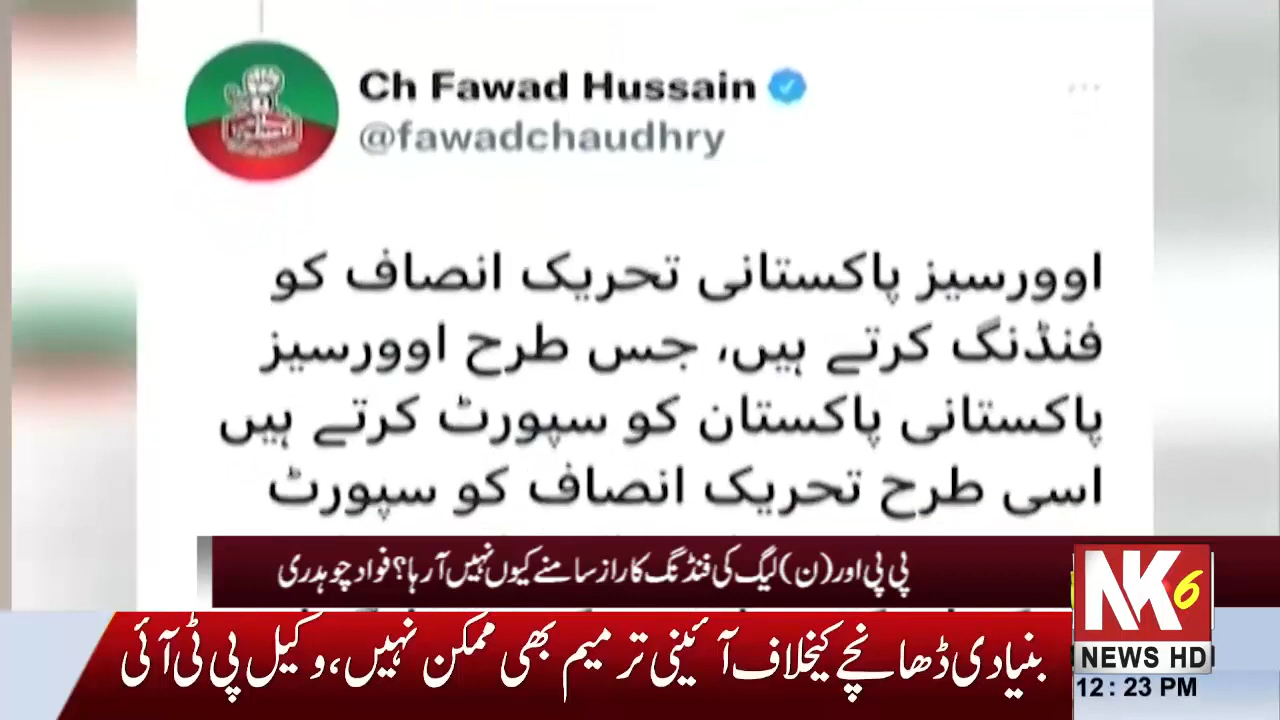 Ch Fawad Hussain
@fawadchaudhry
اوورسیز پاکستانی تحریک انصاف کو
فنڈنگ کرتے ہیں، جس طرح اوورسیز
پاکستانی پاکستان کو سپورٹ کرتے ہیں
اسی طرح تحریک انصاف کو سپورٹ
پی پی اور (ن) لیگ کی فنڈنگ کا راز سامنے کیوں نہیں آ رہا؟ فواد چوہدری
بنیادی ڈھانچے کیخلاف آئینی ترمیم بھی ممکن نہیں، وکیل پی ٹی آئی
NK 6
NEWS HD
12 : 23 PM